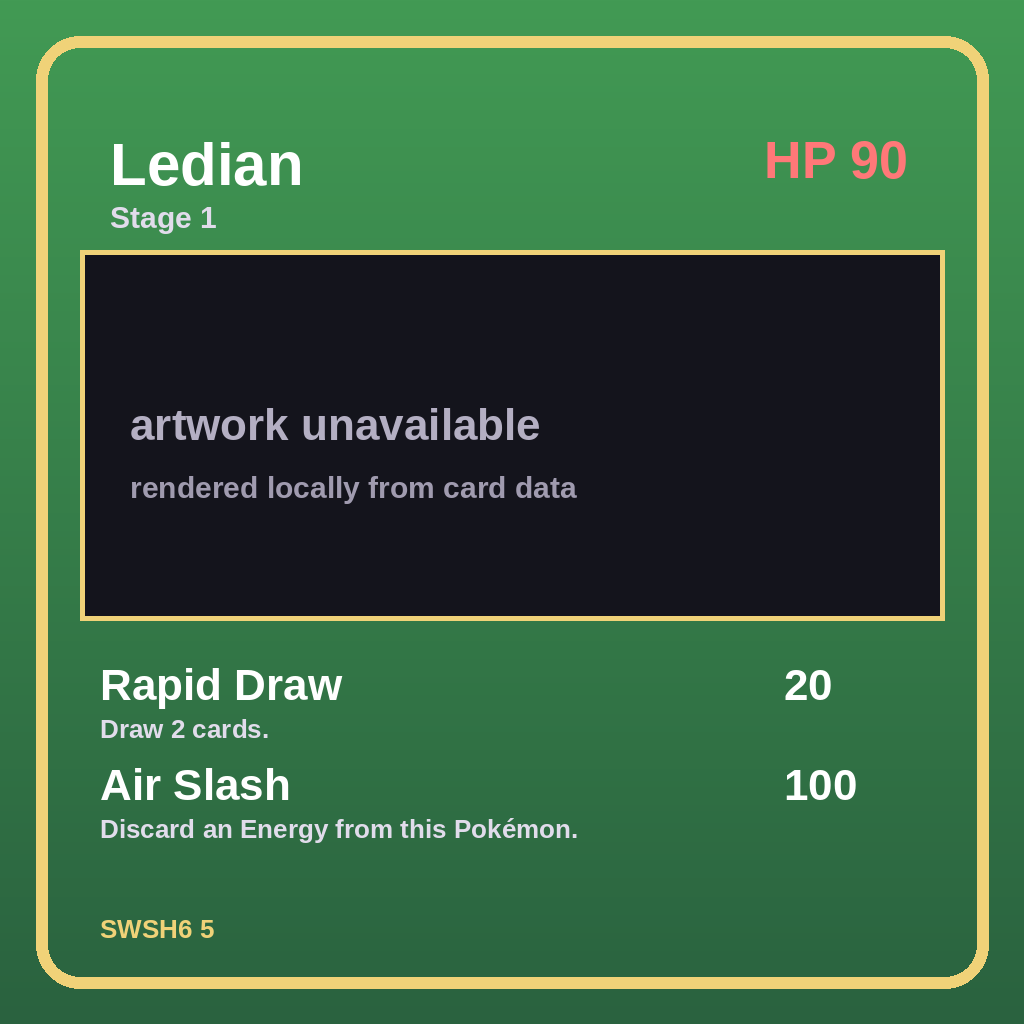 Ledian
HP 90
Stage 1
artwork unavailable
rendered locally from card data
Rapid Draw
20
Draw 2 cards.
Air Slash
100
Discard an Energy from this Pokémon.
SWSH6 5